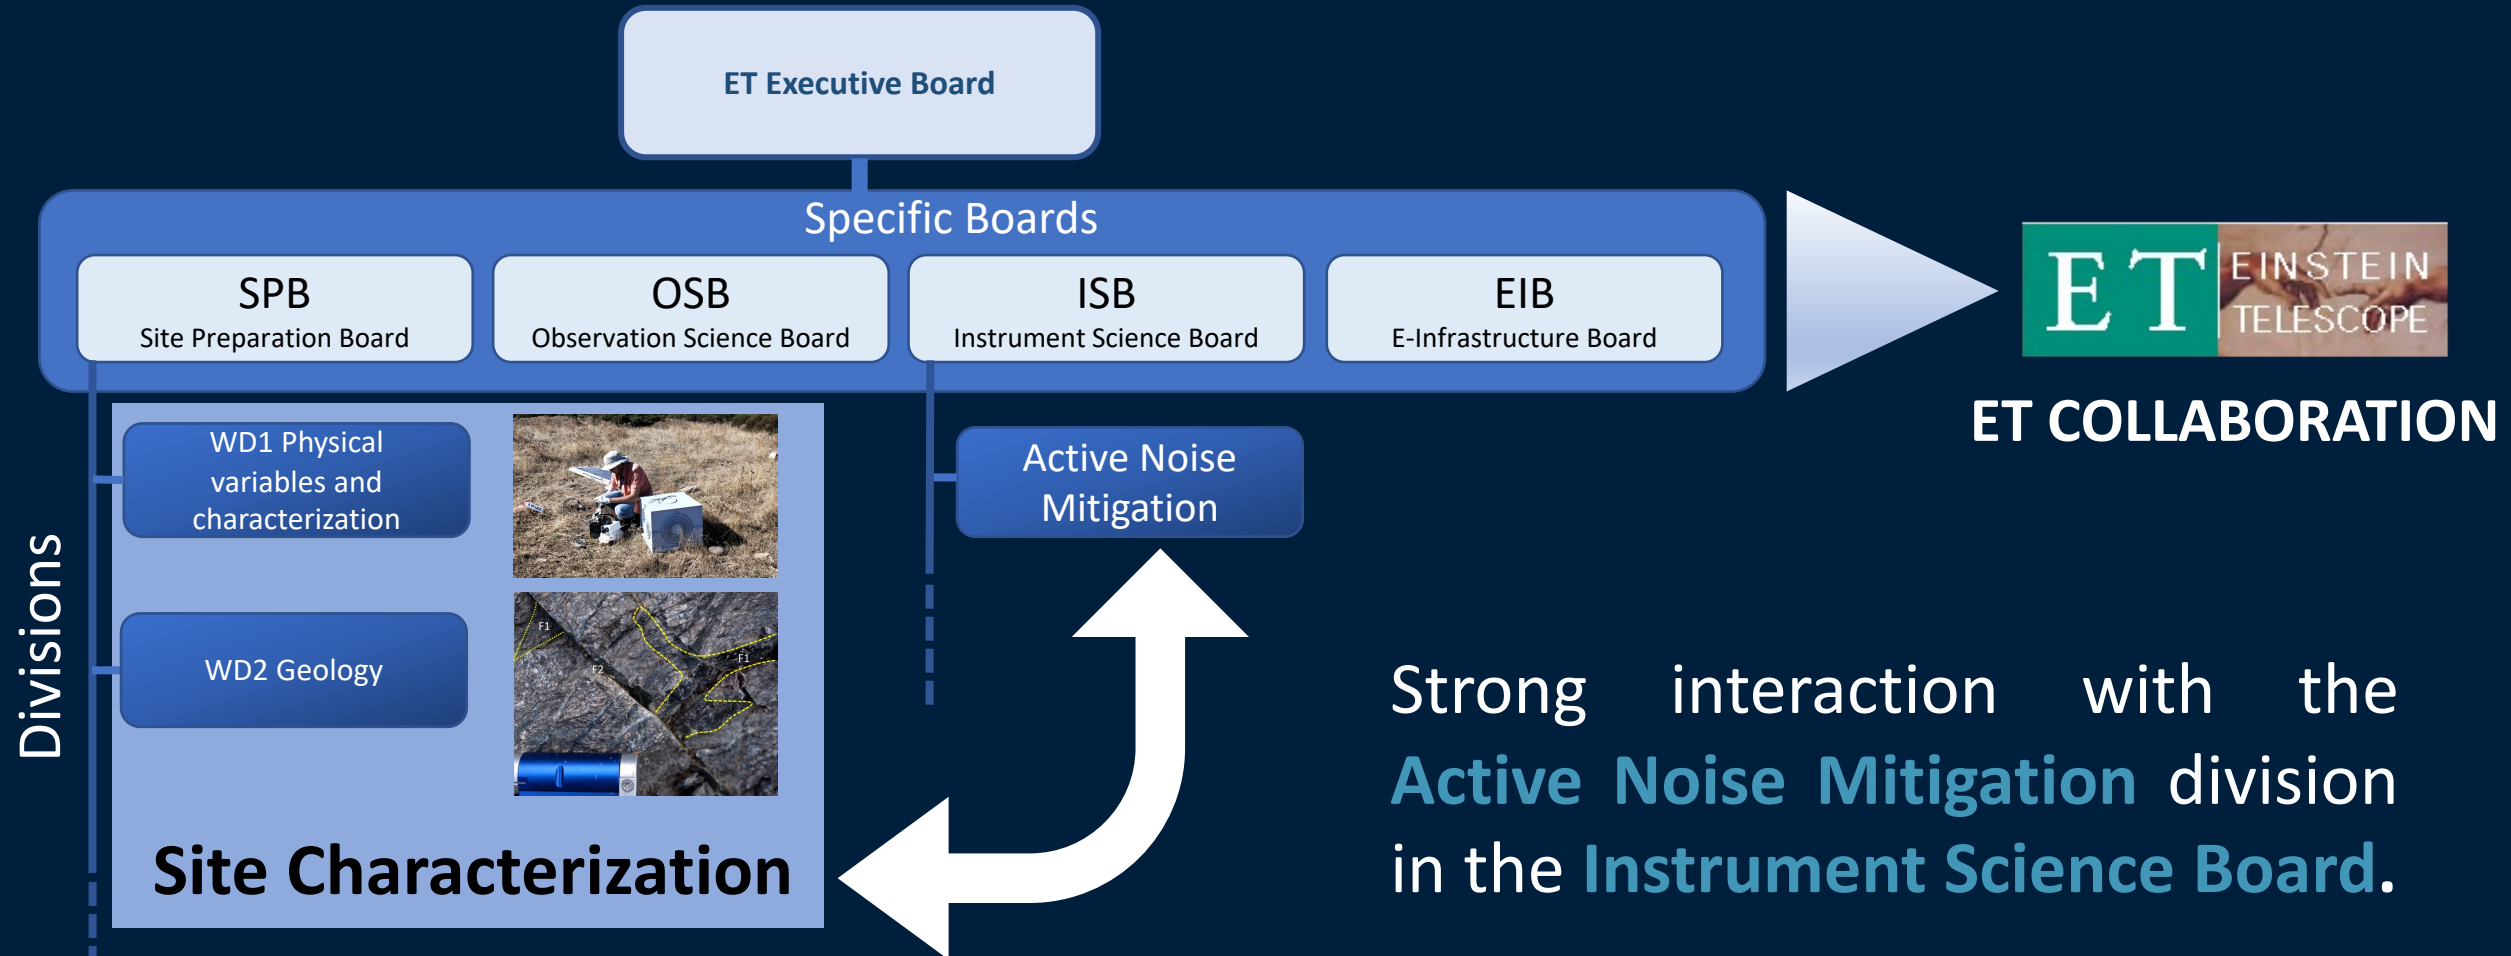 ET Executive Board
Specific Boards
SPB
Site Preparation Board
OSB
Observation Science Board
ISB
Instrument Science Board
EIB
E-Infrastructure Board
ET
EINSTEIN
TELESCOPE
ET COLLABORATION
Divisions
WD1 Physical
variables and
characterization
WD2 Geology
F1
F2
F1
Site Characterization
Active Noise
Mitigation
Strong interaction with the
Active Noise Mitigation division
in the Instrument Science Board.